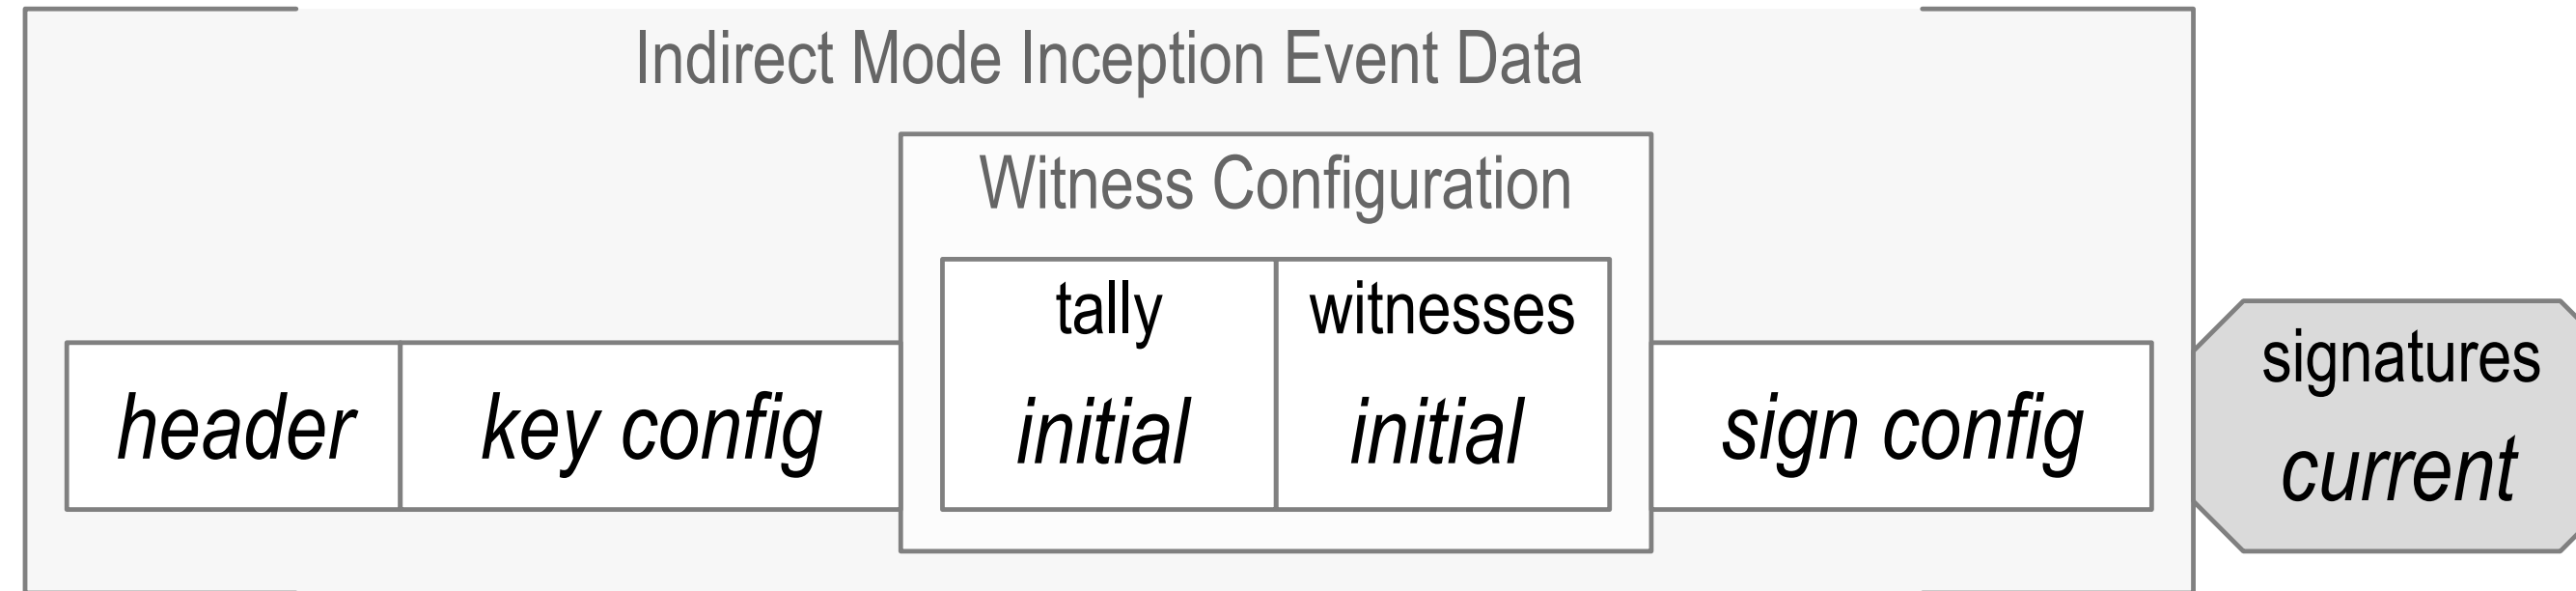 Indirect Mode Inception Event Data
Witness Configuration
tally witnesses
header key config initial initial sign config
signatures
current